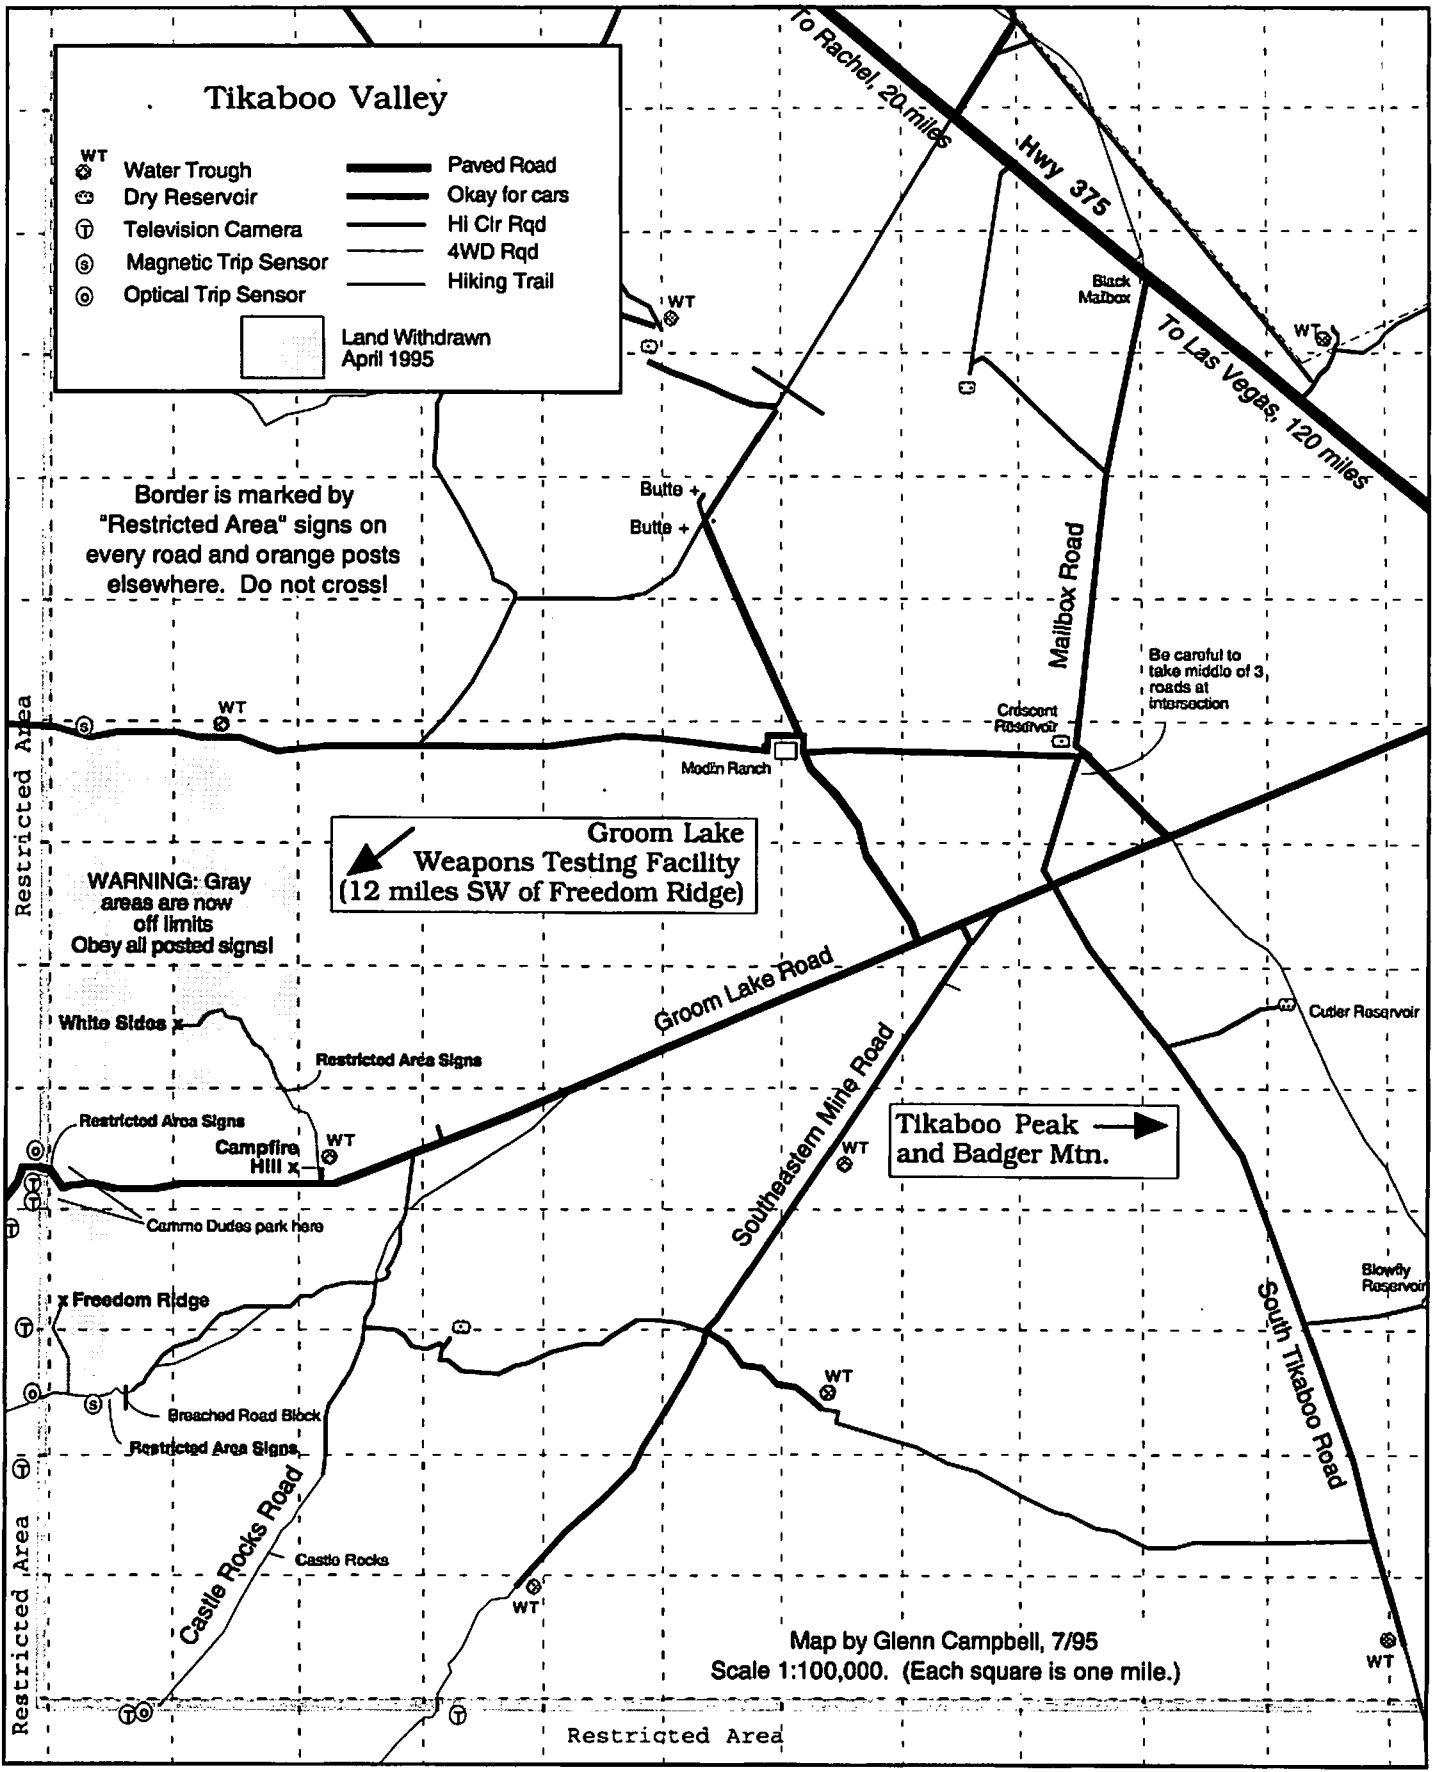 Tikaboo Valley
WT
Water Trough
Dry Reservoir
T
Television Camera
S
Magnetic Trip Sensor
O
Optical Trip Sensor
Paved Road
Okay for cars
Hi Clr Rqd
4WD Rqd
Hiking Trail
Land Withdrawn
April 1995
To Rachel, 20 miles
Hwy 375
To Las Vegas, 120 miles
Black
Mailbox
WT
WT
Border is marked by
"Restricted Area" signs on
every road and orange posts
elsewhere. Do not cross!
Butte +
Butte +
Mailbox Road
Be careful to
take middle of 3
roads at
intersection
Crescent
Reservoir
Restricted Area
S
WT
Medlin Ranch
Groom Lake
Weapons Testing Facility
(12 miles SW of Freedom Ridge)
WARNING: Gray
areas are now
off limits
Obey all posted signs!
Groom Lake Road
White Sides x
Restricted Area Signs
Cutler Reservoir
Southeastern Mine Road
Restricted Area Signs
Campfire
Hill x
WT
O
T
T
T
Cammo Dudes park here
Tikaboo Peak
and Badger Mtn.
WT
x Freedom Ridge
T
Blowfly
Reservoir
South Tikaboo Road
O
S
Breached Road Block
Restricted Area Signs
WT
T
Castle Rocks Road
Castle Rocks
WT
Restricted Area
Map by Glenn Campbell, 7/95
Scale 1:100,000. (Each square is one mile.)
WT
T
O
T
Restricted Area